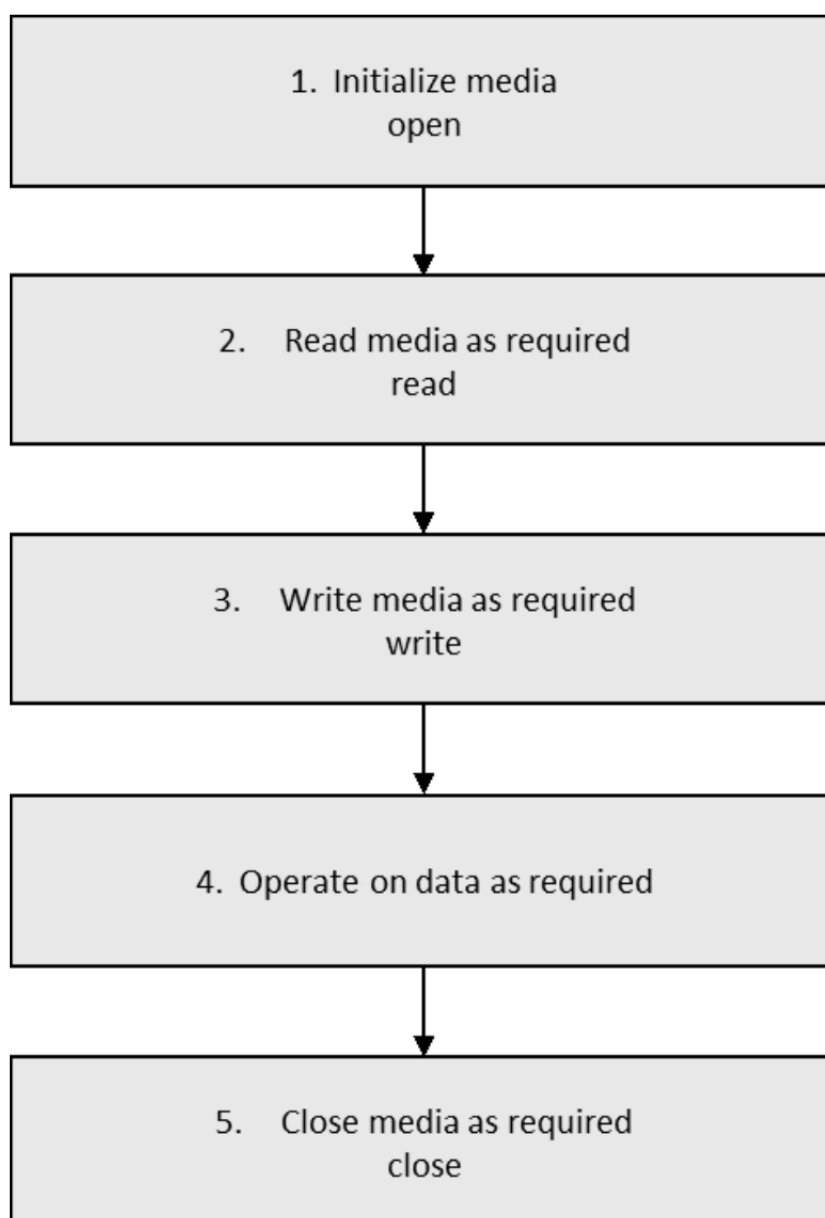 1. Initialize media
open
2. Read media as required
read
3. Write media as required
write
4. Operate on data as required
5. Close media as required
close